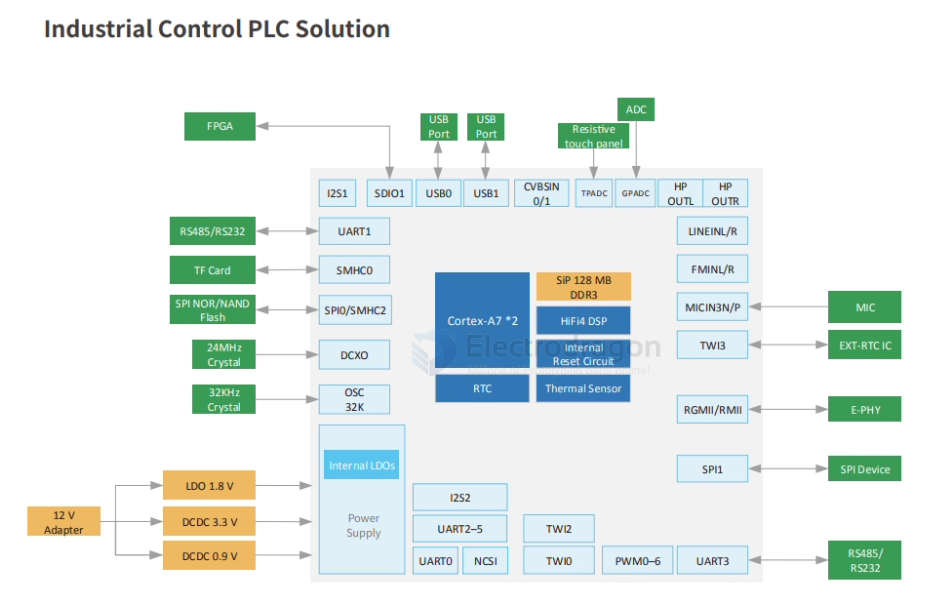 Industrial Control PLC Solution
ADC
FPGA
USB
Port
USB
Port
Resistive
touch panel
I2S1
SDIO1
USB0
USB1
CVBSIN
0/1
TPADC
GPADC
HP
OUTL
HP
OUTR
RS485/RS232
UART1
LINEINL/R
TF Card
SMHC0
FMINL/R
SPI NOR/NAND
Flash
SPI0/SMHC2
Cortex-A7 *2
SiP 128 MB
DDR3
HiFi4 DSP
MICIN3N/P
MIC
24MHz
Crystal
DCXO
Electrodragon
Internal
Reset Circuit
TWI3
EXT-RTC IC
32KHz
Crystal
OSC
32K
RTC
Thermal Sensor
RGMII/RMII
E-PHY
Internal LDOs
SPI1
SPI Device
12 V
Adapter
LDO 1.8 V
DCDC 3.3 V
DCDC 0.9 V
Power
Supply
I2S2
UART2–5
TWI2
UART0
NCSI
TWI0
PWM0–6
UART3
RS485/
RS232